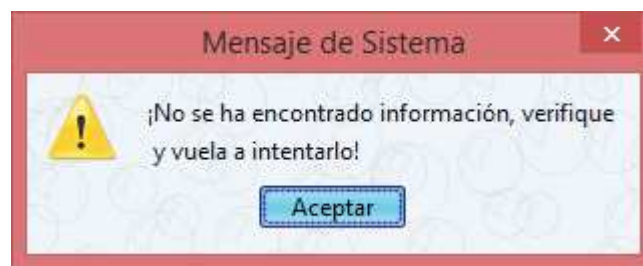 Mensaje de Sistema
¡No se ha encontrado información, verifique
y vuela a intentarlo!
Aceptar